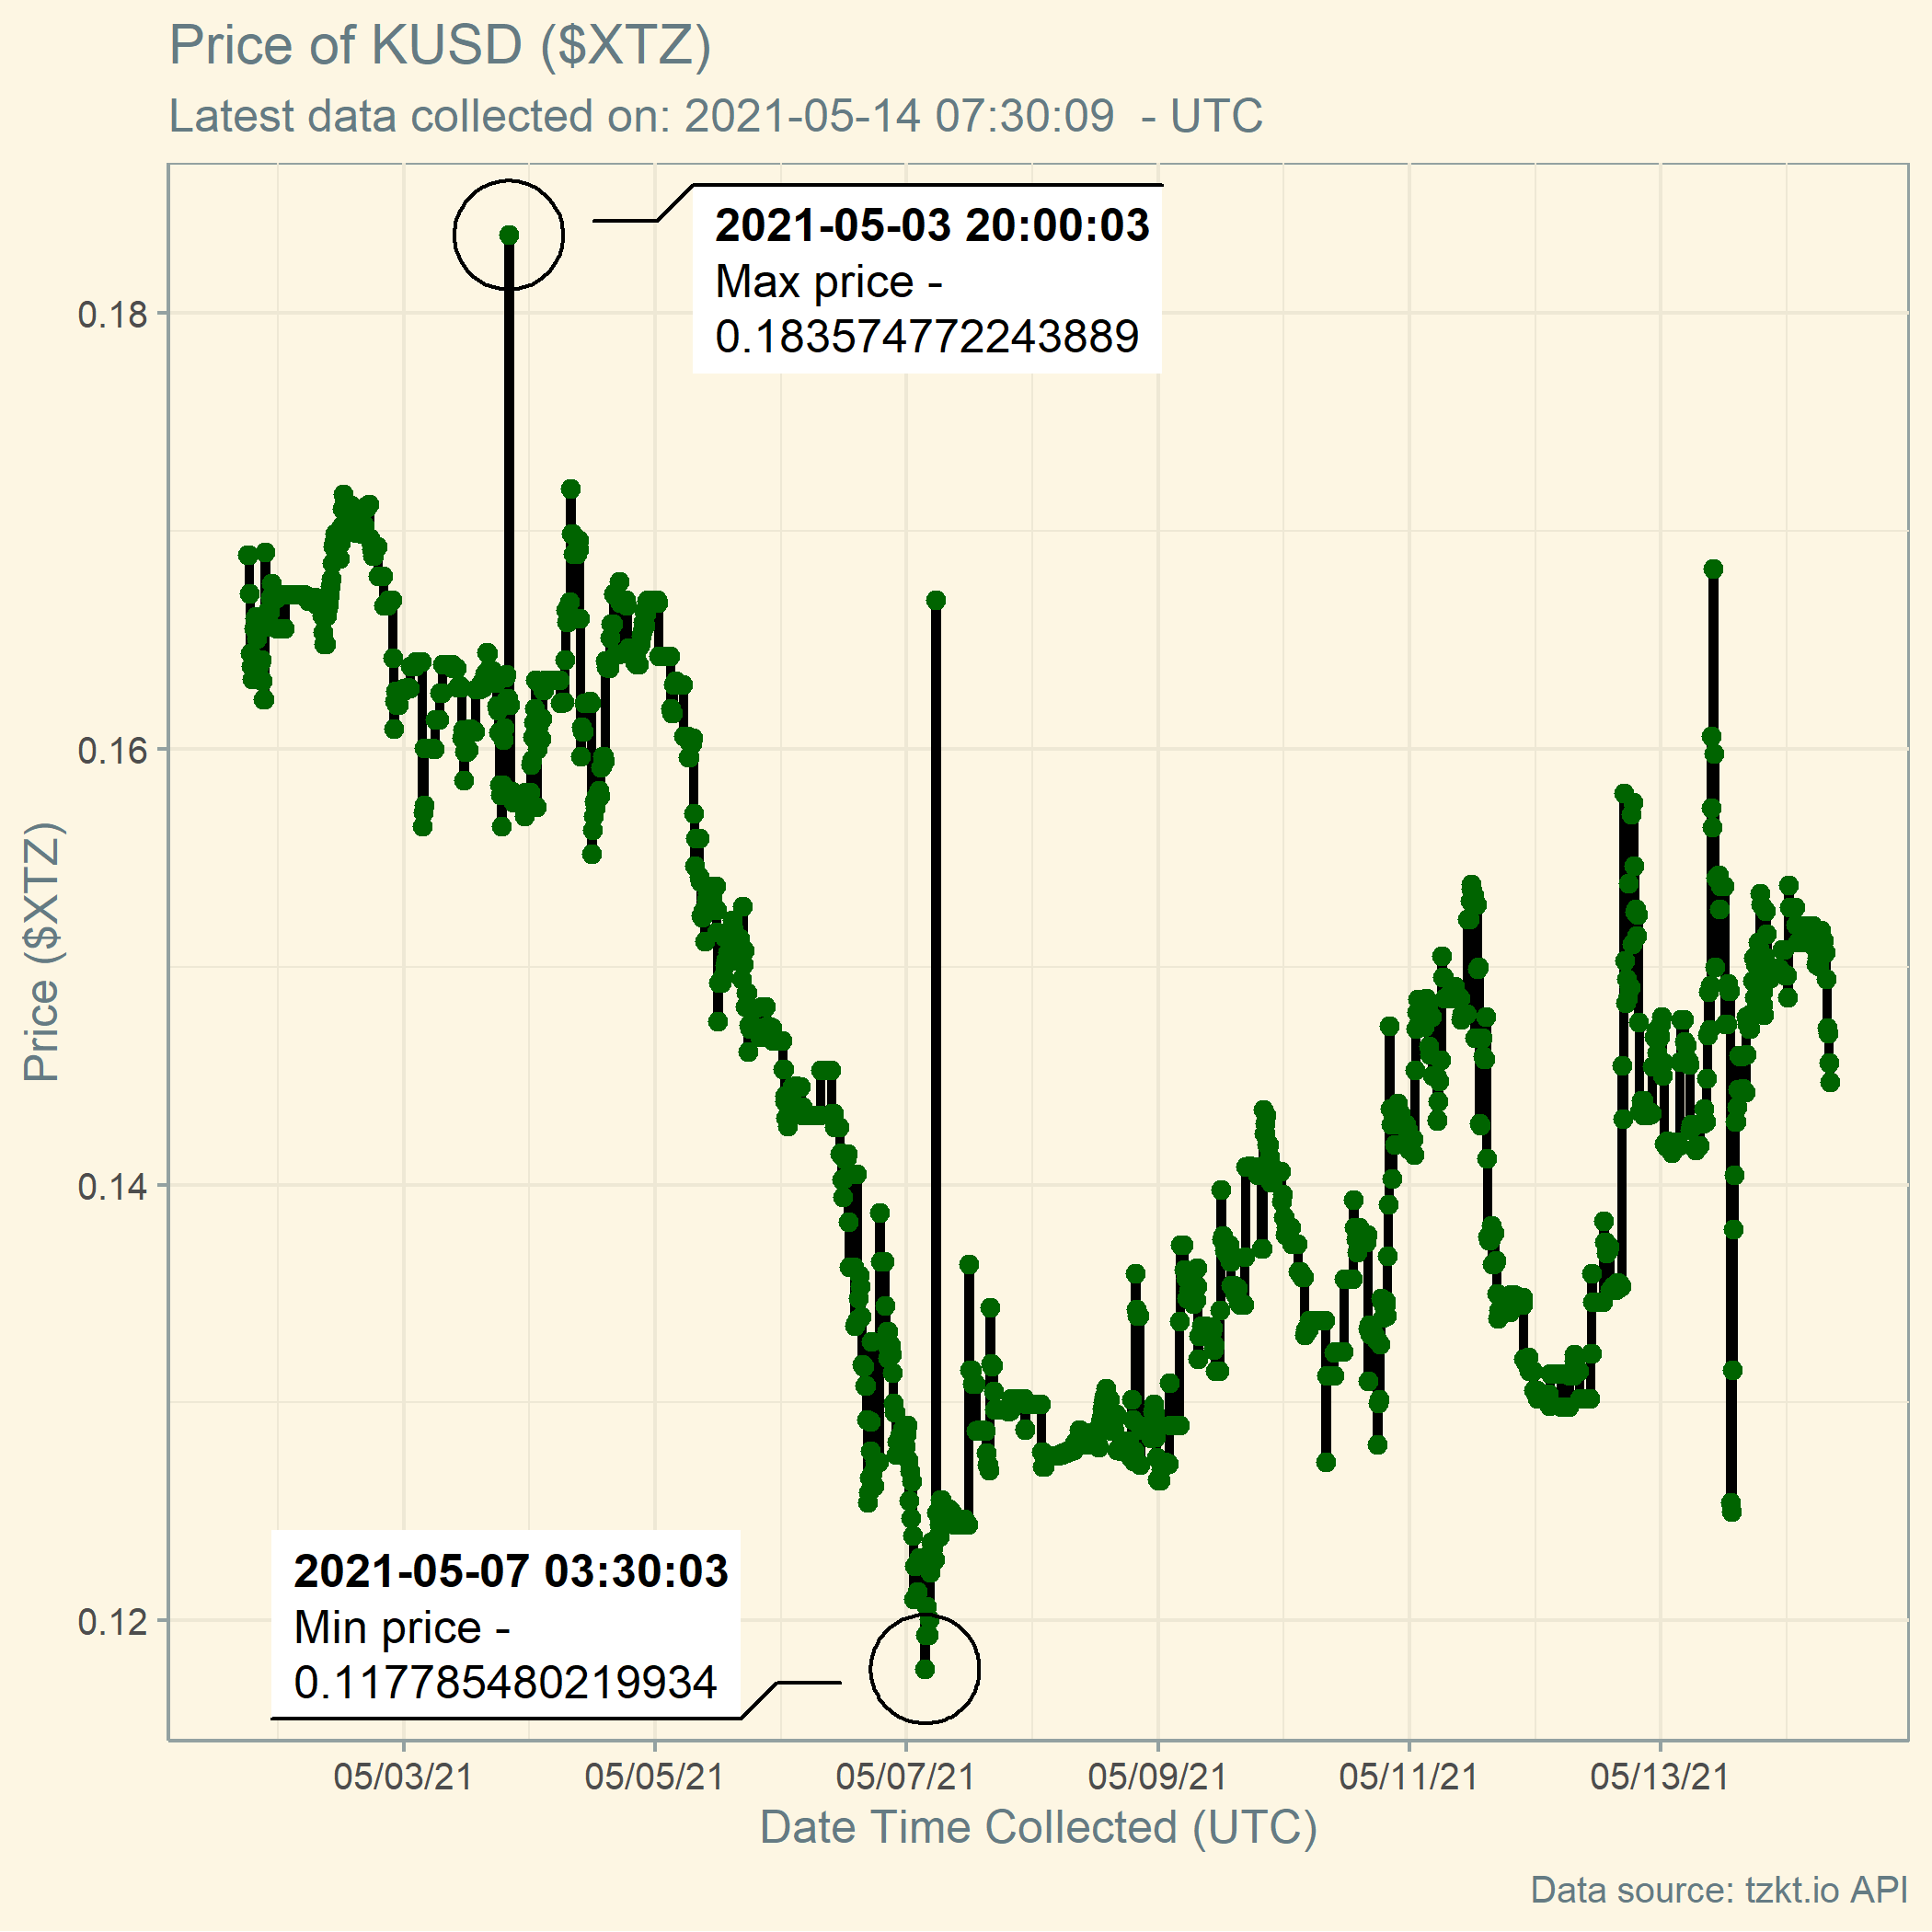 Price of KUSD ($XTZ)
Latest data collected on: 2021-05-14 07:30:09  - UTC
2021-05-03 20:00:03
Max price -
0.183574772243889
0.18
0.16
0.14
0.12
Price ($XTZ)
2021-05-07 03:30:03
Min price -
0.117785480219934
05/03/21
05/05/21
05/07/21
05/09/21
05/11/21
05/13/21
Date Time Collected (UTC)
Data source: tzkt.io API